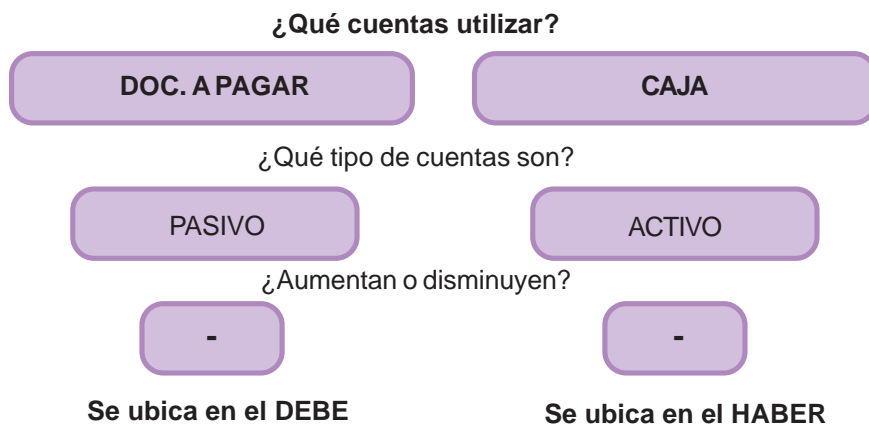 ¿Qué cuentas utilizar?
DOC. A PAGAR
CAJA
¿Qué tipo de cuentas son?
PASIVO
ACTIVO
¿Aumentan o disminuyen?
-
-
Se ubica en el DEBE
Se ubica en el HABER